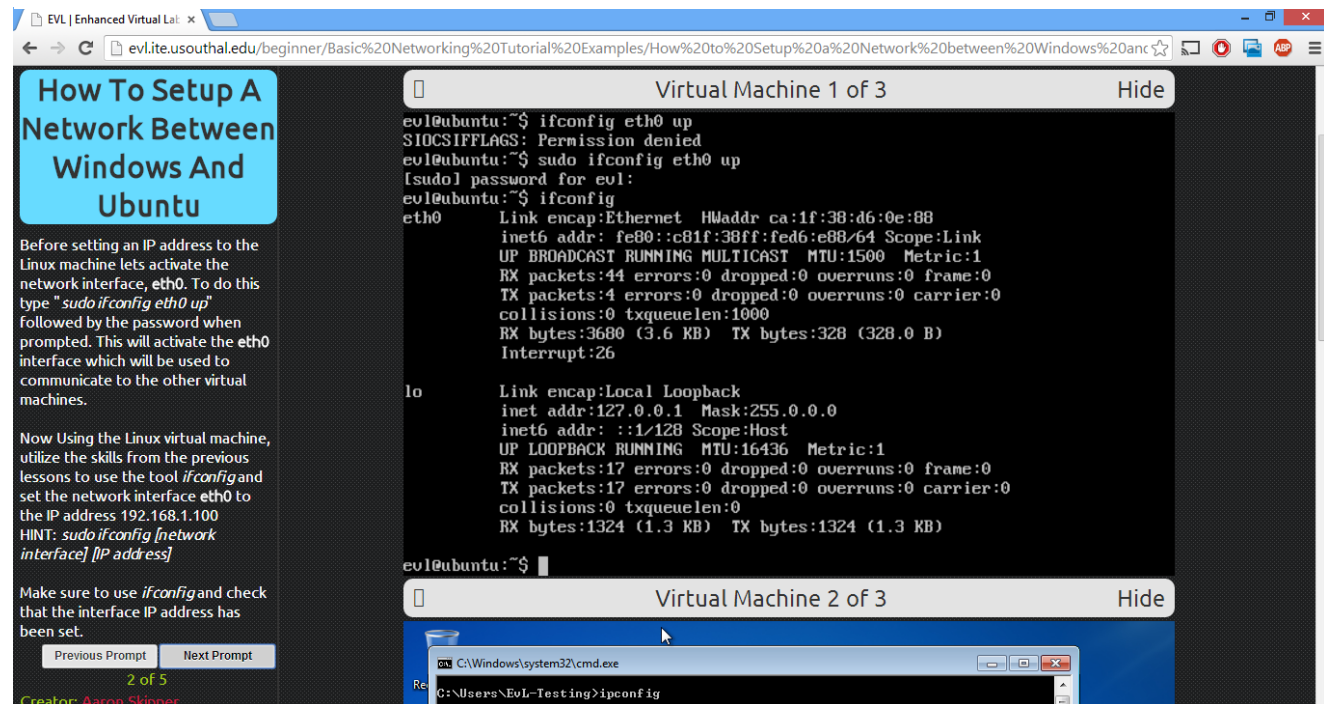 EVL | Enhanced Virtual Lab
evl.ite.usouthal.edu/beginner/Basic%20Networking%20Tutorial%20Examples/How%20to%20Setup%20a%20Network%20between%20Windows%20anc
ABP
How To Setup A
Network Between
Windows And
Ubuntu
Before setting an IP address to the
Linux machine lets activate the
network interface, eth0. To do this
type "sudo ifconfig eth0 up"
followed by the password when
prompted. This will activate the eth0
interface which will be used to
communicate to the other virtual
machines.
Now Using the Linux virtual machine,
utilize the skills from the previous
lessons to use the tool ifconfig and
set the network interface eth0 to
the IP address 192.168.1.100
HINT: sudo ifconfig [network
interface] [IP address]
Make sure to use ifconfig and check
that the interface IP address has
been set.
Previous Prompt Next Prompt
2 of 5
Creator: Aaron Skinner
Virtual Machine 1 of 3 Hide
evl@ubuntu:~$ ifconfig eth0 up
SIOCSIFFLAGS: Permission denied
evl@ubuntu:~$ sudo ifconfig eth0 up
[sudo] password for evl:
evl@ubuntu:~$ ifconfig
eth0 Link encap:Ethernet HWaddr ca:1f:38:d6:0e:88
inet6 addr: fe80::c81f:38ff:fed6:e88/64 Scope:Link
UP BROADCAST RUNNING MULTICAST MTU:1500 Metric:1
RX packets:44 errors:0 dropped:0 overruns:0 frame:0
TX packets:4 errors:0 dropped:0 overruns:0 carrier:0
collisions:0 txqueuelen:1000
RX bytes:3680 (3.6 KB) TX bytes:328 (328.0 B)
Interrupt:26
lo Link encap:Local Loopback
inet addr:127.0.0.1 Mask:255.0.0.0
inet6 addr: ::1/128 Scope:Host
UP LOOPBACK RUNNING MTU:16436 Metric:1
RX packets:17 errors:0 dropped:0 overruns:0 frame:0
TX packets:17 errors:0 dropped:0 overruns:0 carrier:0
collisions:0 txqueuelen:0
RX bytes:1324 (1.3 KB) TX bytes:1324 (1.3 KB)
evl@ubuntu:~$
Virtual Machine 2 of 3 Hide
C:\Windows\system32\cmd.exe
Re
C:\Users\EvL-Testing>ipconfig